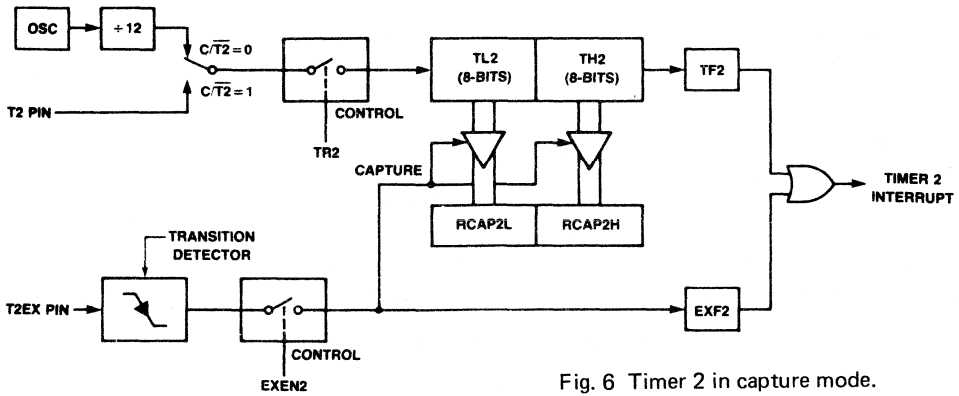 OSC
÷12
C/T2̅=0
C/T2̅=1
T2 PIN
CONTROL
TR2
TL2
(8-BITS)
TH2
(8-BITS)
TF2
CAPTURE
RCAP2L
RCAP2H
TIMER 2
INTERRUPT
TRANSITION
DETECTOR
T2EX PIN
CONTROL
EXEN2
EXF2
Fig. 6 Timer 2 in capture mode.